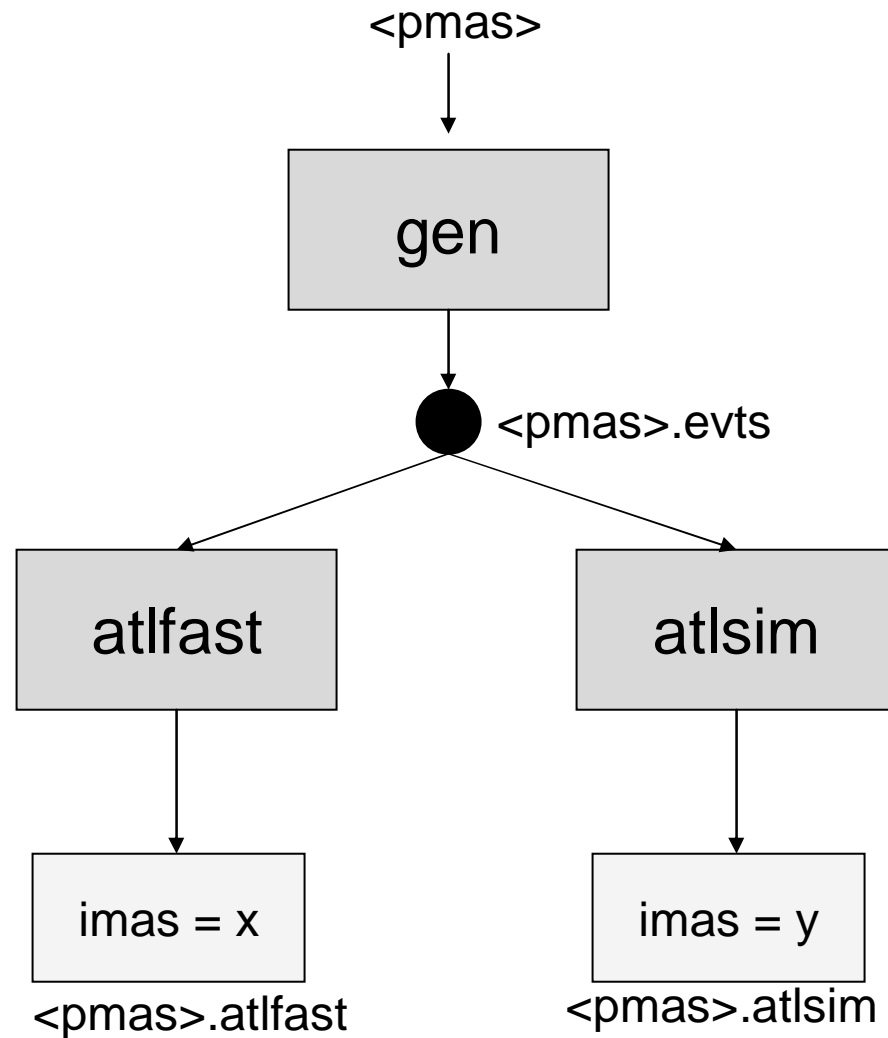 <pmas>
gen
<pmas>.evts
atlfast
atlsim
imas = x
imas = y
<pmas>.atlfast
<pmas>.atlsim